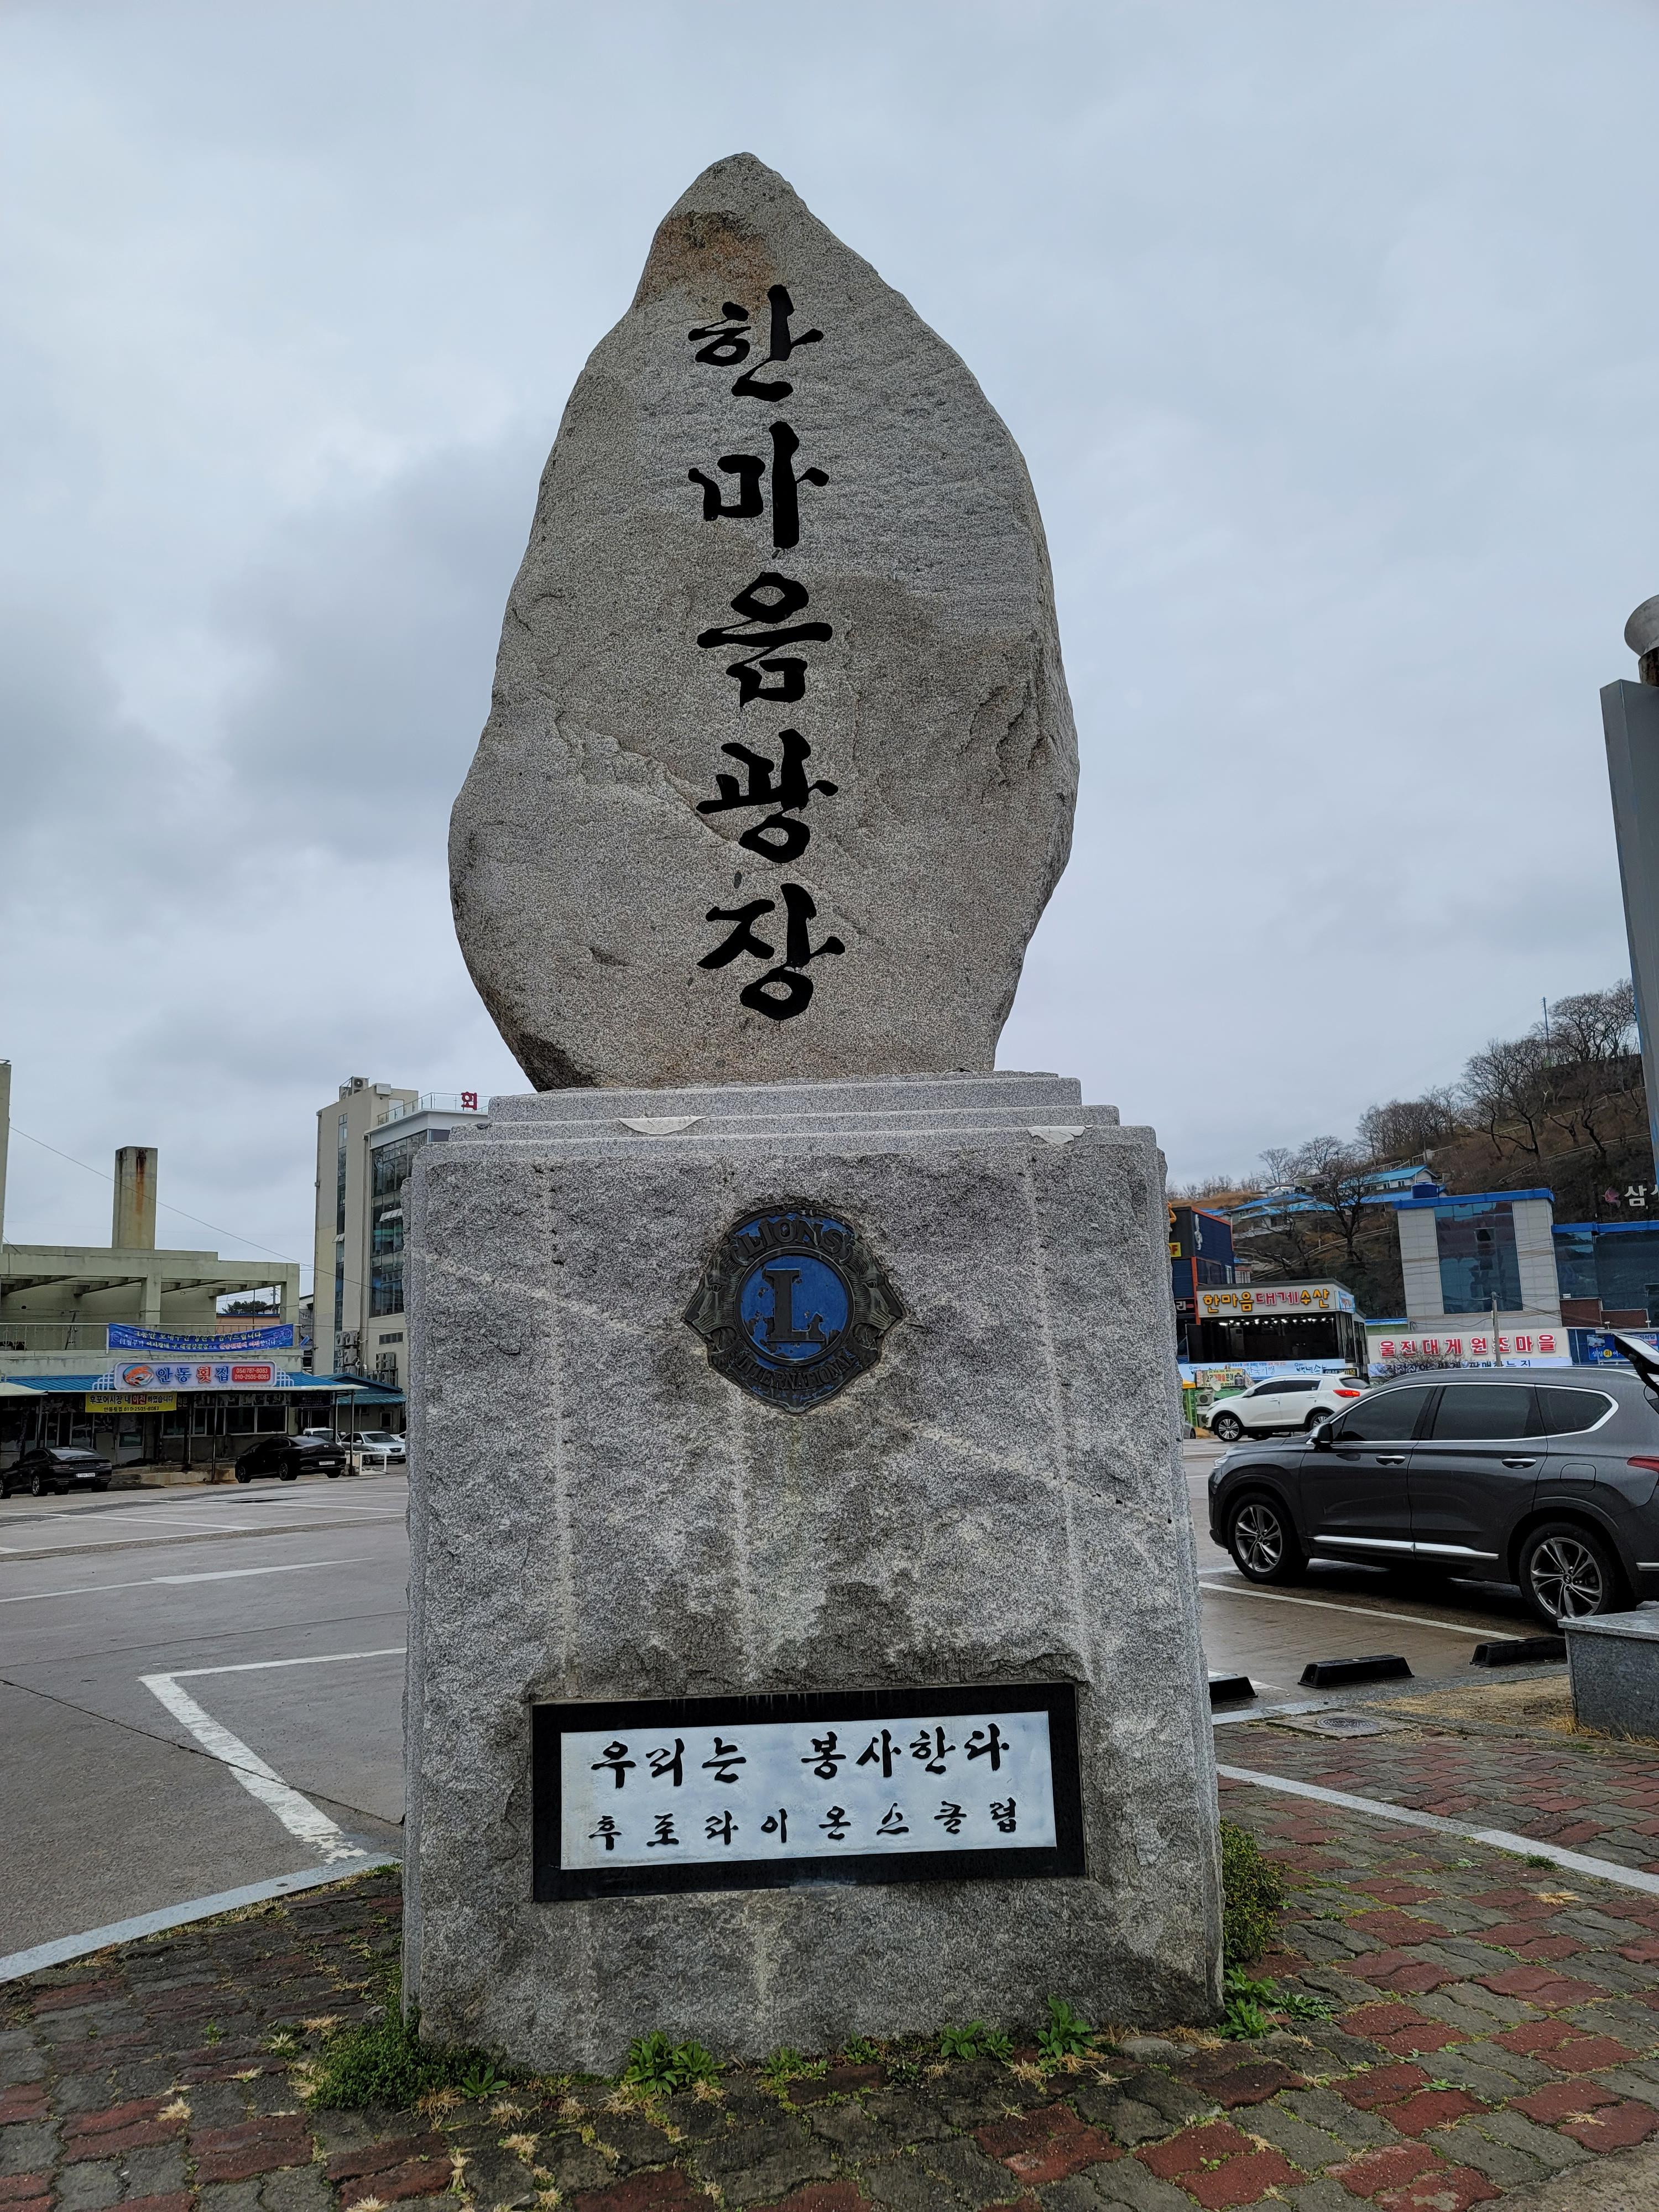 한마음광장
LIONS
L
INTERNATIONAL
우리는 봉사한다
후포라이온스클럽
회
안동횟집
한마음대게수산
울진대게 원조마을
삼